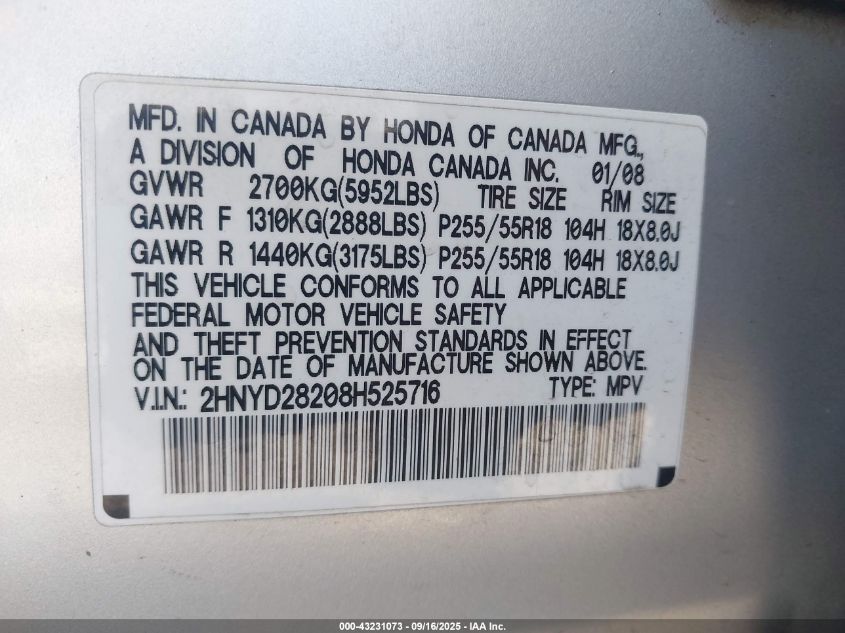 MFD. IN CANADA BY HONDA OF CANADA MFG.,
A DIVISION OF HONDA CANADA INC. 01/08
GVWR 2700KG(5952LBS) TIRE SIZE RIM SIZE
GAWR F 1310KG(2888LBS) P255/55R18 104H 18X8.0J
GAWR R 1440KG(3175LBS) P255/55R18 104H 18X8.0J
THIS VEHICLE CONFORMS TO ALL APPLICABLE
FEDERAL MOTOR VEHICLE SAFETY
AND THEFT PREVENTION STANDARDS IN EFFECT
ON THE DATE OF MANUFACTURE SHOWN ABOVE.
V.I.N.: 2HNYD28208H525716 TYPE: MPV
000-43231073 - 09/16/2025 - IAA Inc.